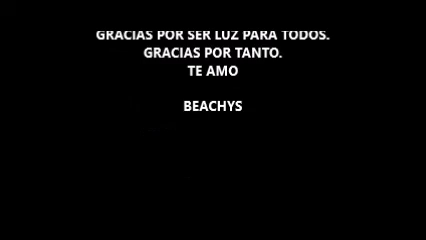 GRACIAS POR SER LUZ PARA TODOS.
GRACIAS POR TANTO.
TE AMO
BEACHYS